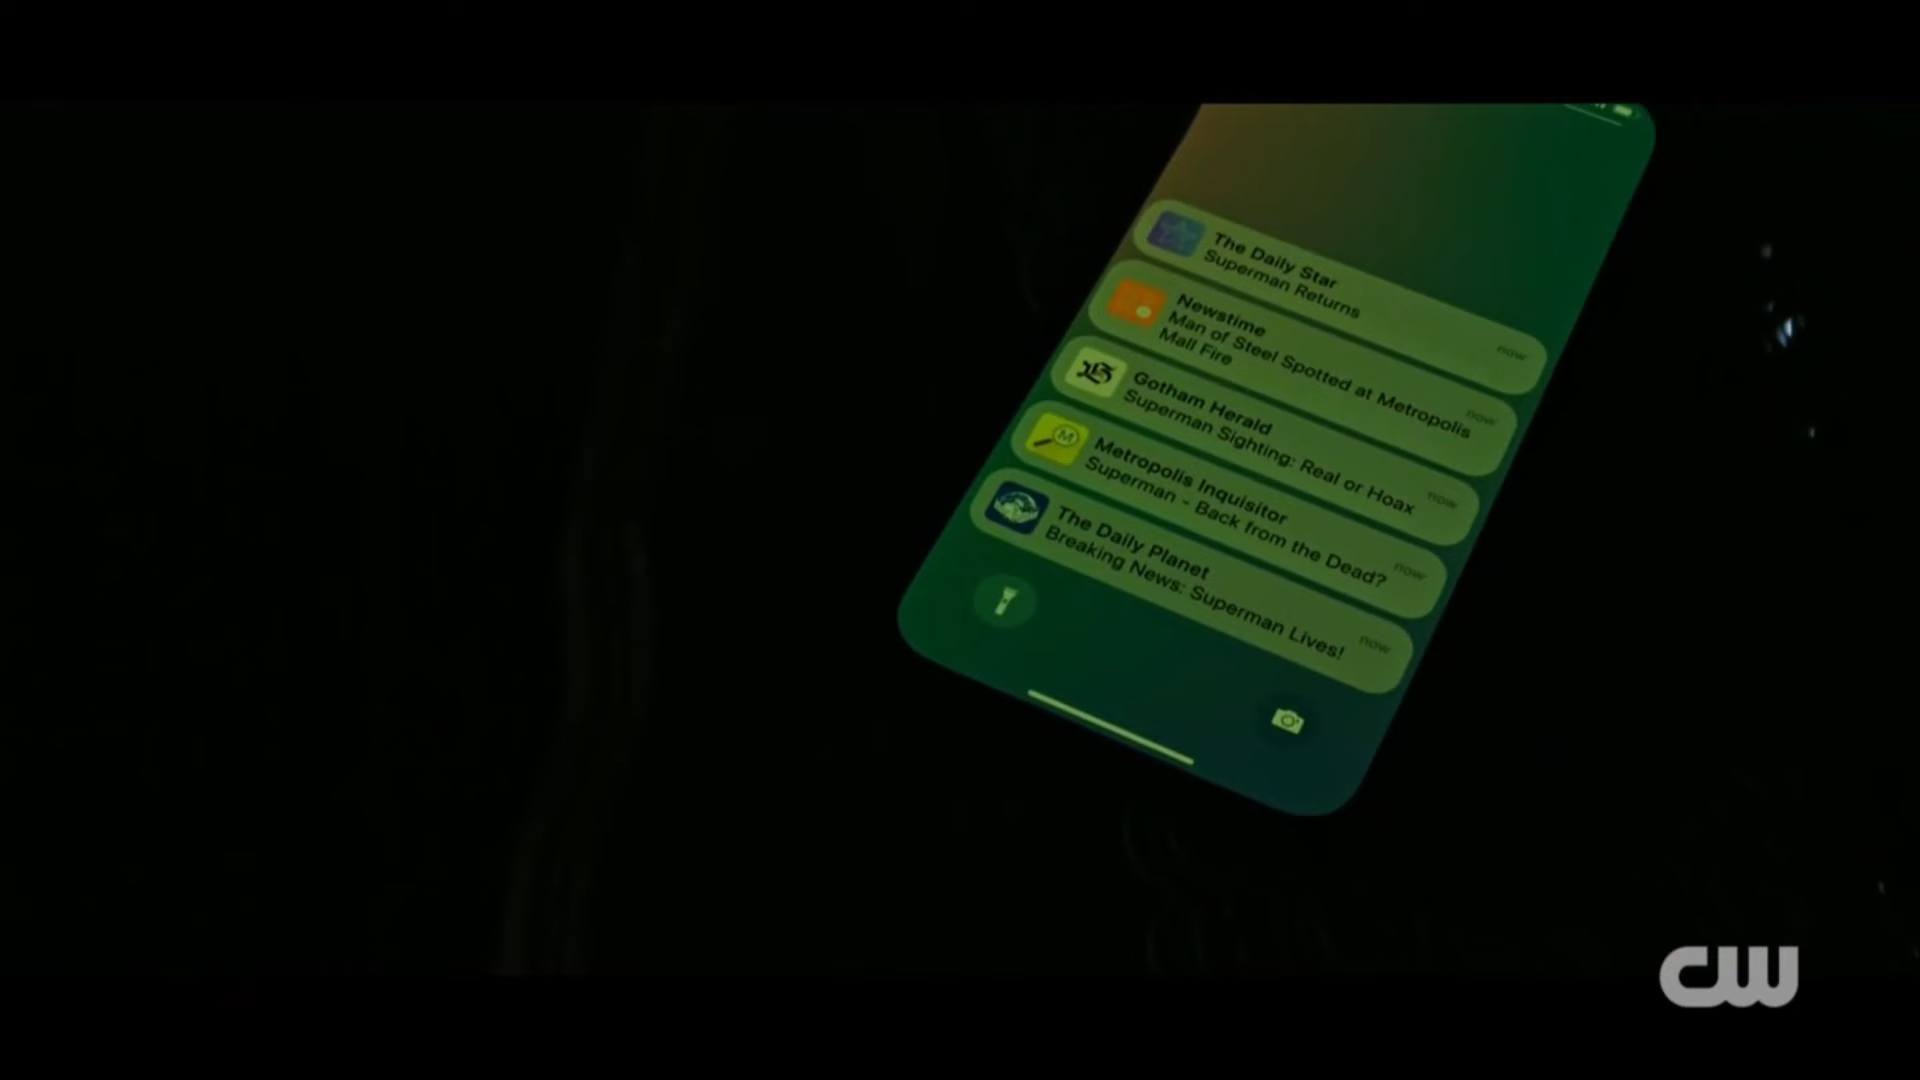 The Daily Star
Superman Returns
now
Newstime
Man of Steel Spotted at Metropolis
Mall Fire
now
Gotham Herald
Superman Sighting: Real or Hoax
now
Metropolis Inquisitor
Superman - Back from the Dead?
now
The Daily Planet
Breaking News: Superman Lives!
now
CW